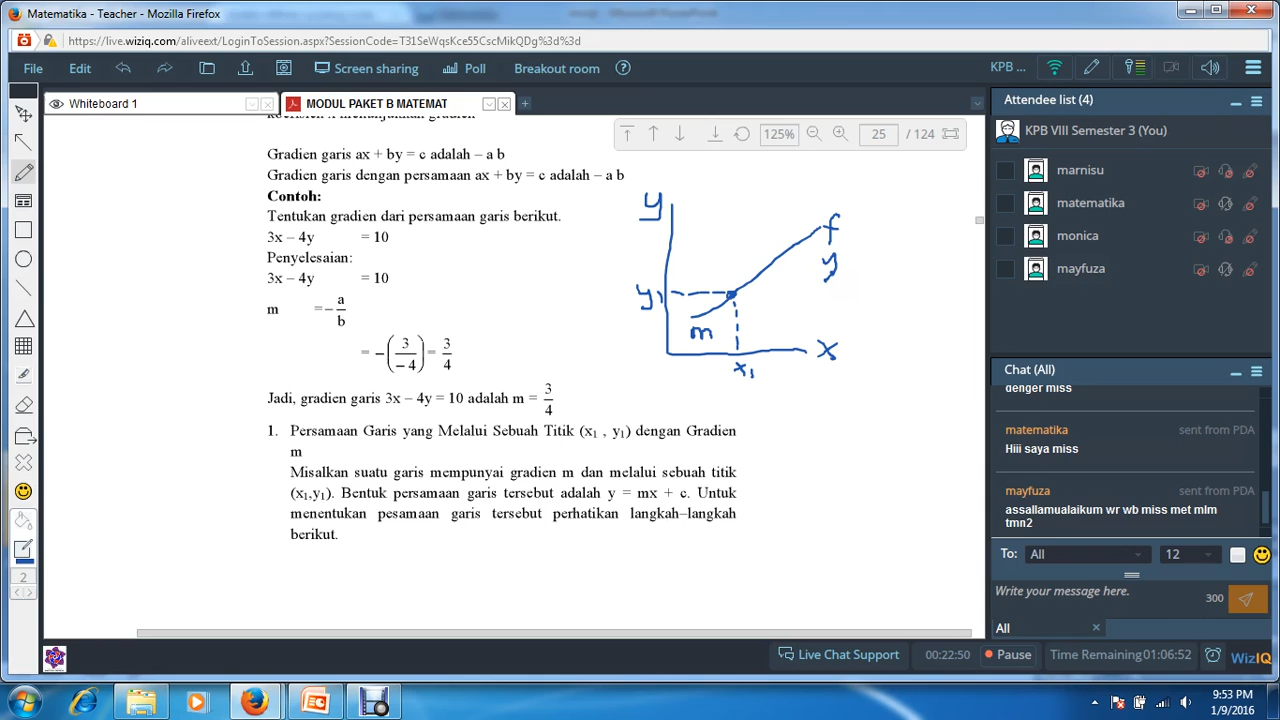 Matematika - Teacher - Mozilla Firefox
https://live.wiziq.com/aliveext/LoginToSession.aspx?SessionCode=T31SeWqsKce55CscMikQDg%3d%3d
File Edit Screen sharing Poll Breakout room KPB ...
Whiteboard 1
MODUL PAKET B MATEMAT
125% 25 / 124
Gradien garis ax + by = c adalah – a b
Gradien garis dengan persamaan ax + by = c adalah – a b
Contoh:
Tentukan gradien dari persamaan garis berikut.
3x – 4y = 10
Penyelesaian:
3x – 4y = 10
m = – a/b
= –(3/–4) = 3/4
Jadi, gradien garis 3x – 4y = 10 adalah m = 3/4
1. Persamaan Garis yang Melalui Sebuah Titik (x1 , y1) dengan Gradien
m
Misalkan suatu garis mempunyai gradien m dan melalui sebuah titik
(x1,y1). Bentuk persamaan garis tersebut adalah y = mx + c. Untuk
menentukan pesamaan garis tersebut perhatikan langkah–langkah
berikut.
y
f
y
y1
m
x
x1
2
Attendee list (4)
KPB VIII Semester 3 (You)
marnisu
matematika
monica
mayfuza
Chat (All)
denger miss
matematika sent from PDA
Hiii saya miss
mayfuza sent from PDA
assallamualaikum wr wb miss met mlm
tmn2
To: All 12
Write your message here. 300
All
Live Chat Support 00:22:50 Pause Time Remaining 01:06:52 WizIQ
9:53 PM
1/9/2016